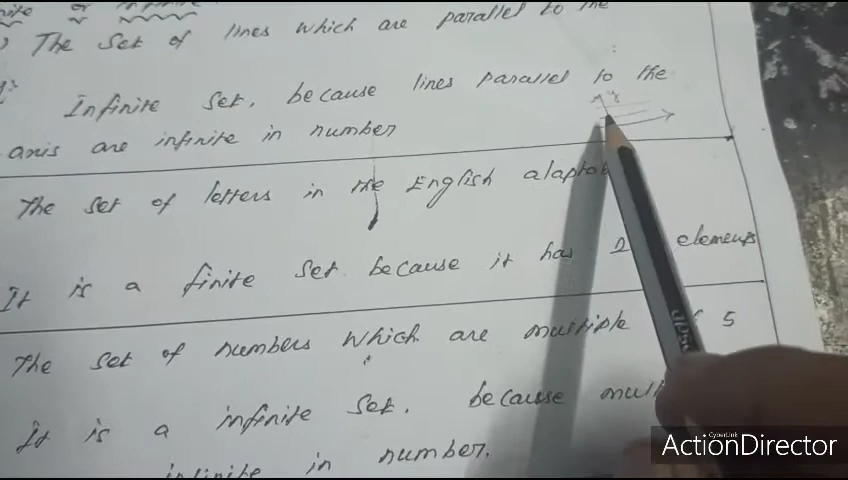 The set of lines which are parallel to the
Infinite set, because lines parallel to the
axis are infinite in number
The set of letters in the English
It is a finite set because it has elements
The set of numbers which are multiple 5
It is a infinite set. because
infinite in number.
CyberLink
ActionDirector